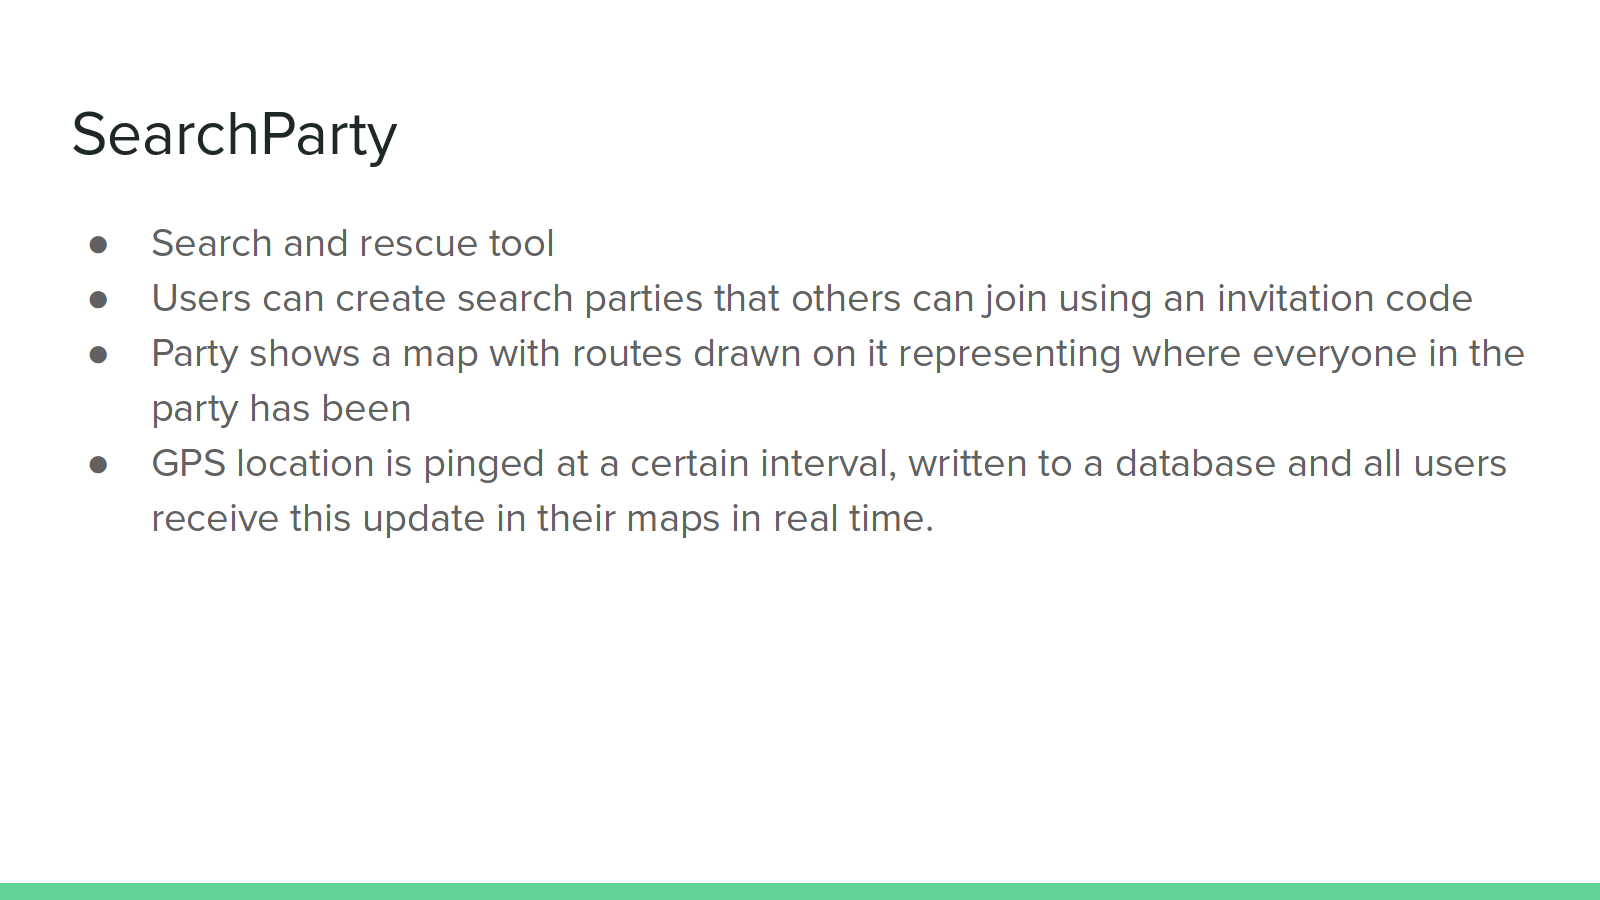 SearchParty
● Search and rescue tool
● Users can create search parties that others can join using an invitation code
● Party shows a map with routes drawn on it representing where everyone in the
party has been
● GPS location is pinged at a certain interval, written to a database and all users
receive this update in their maps in real time.